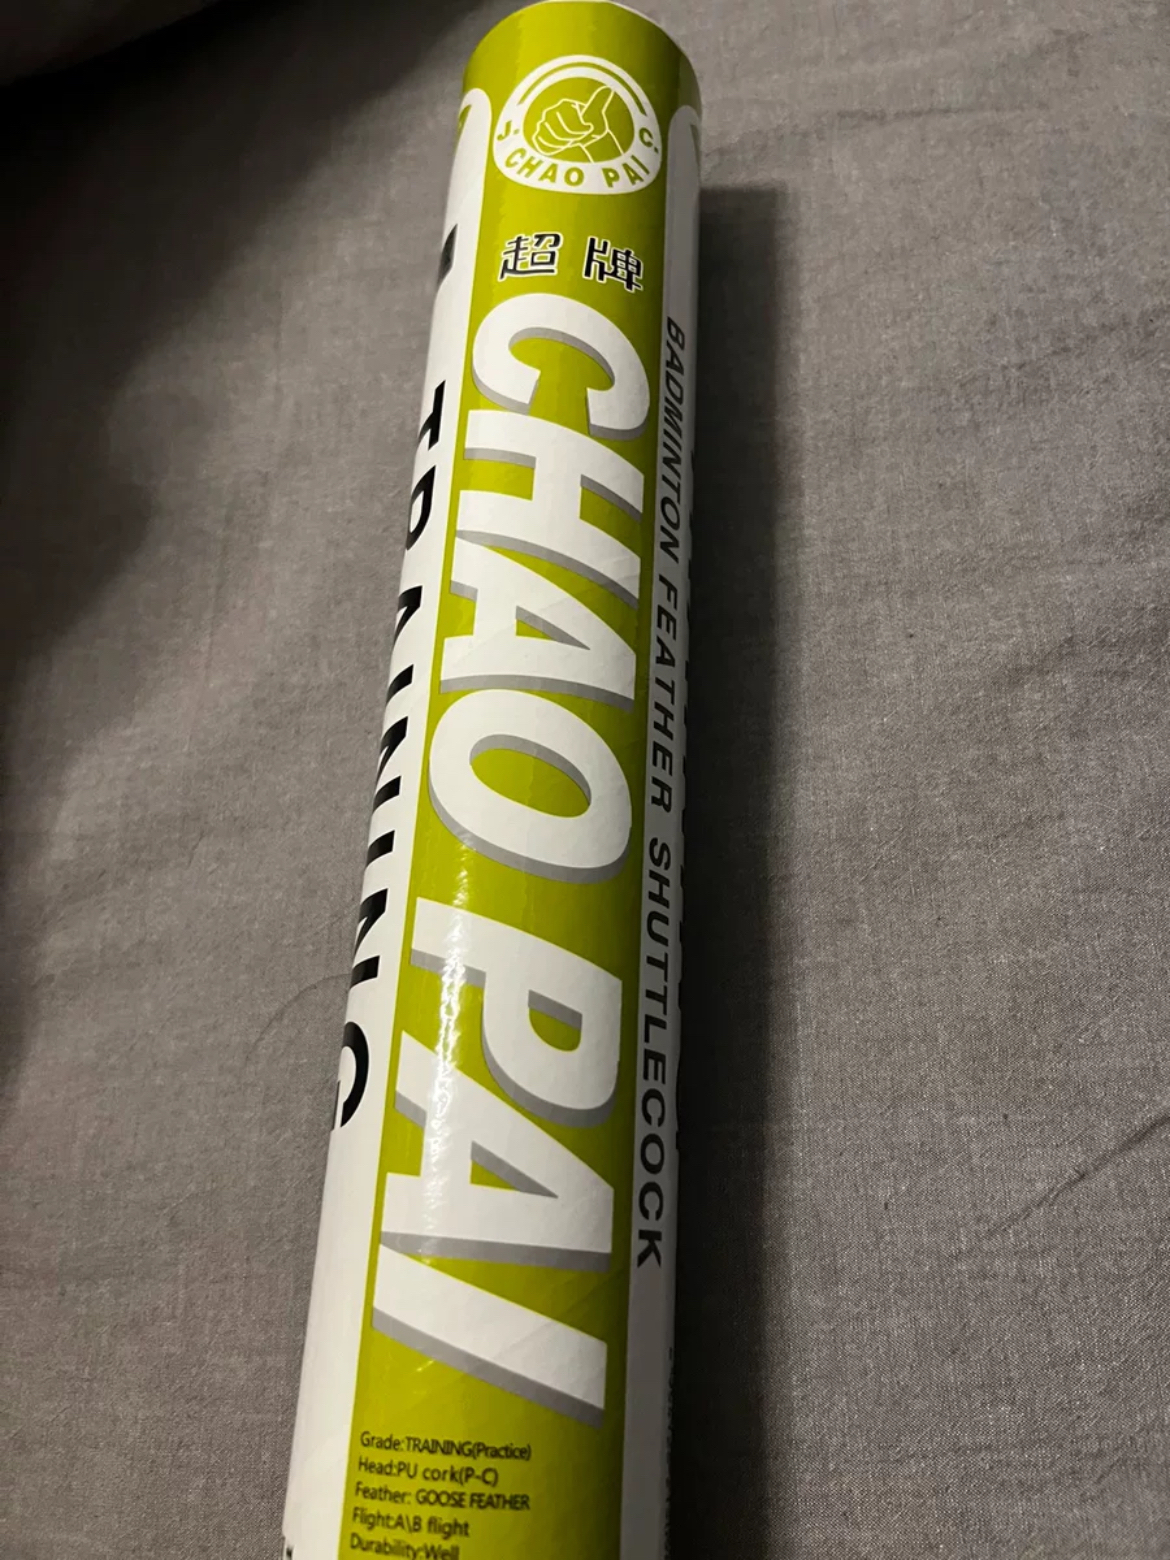 J. C.
CHAO PAI
超牌
CHAO PAI
TRAINING
BADMINTON FEATHER SHUTTLECOCK
Grade:TRAINING(Practice)
Head:PU cork(P-C)
Feather: GOOSE FEATHER
Flight:A\B flight
Durability:Well